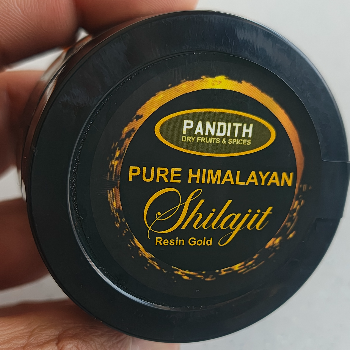 PANDITH
DRY FRUITS & SPICES
PURE HIMALAYAN
Shilajit
Resin Gold